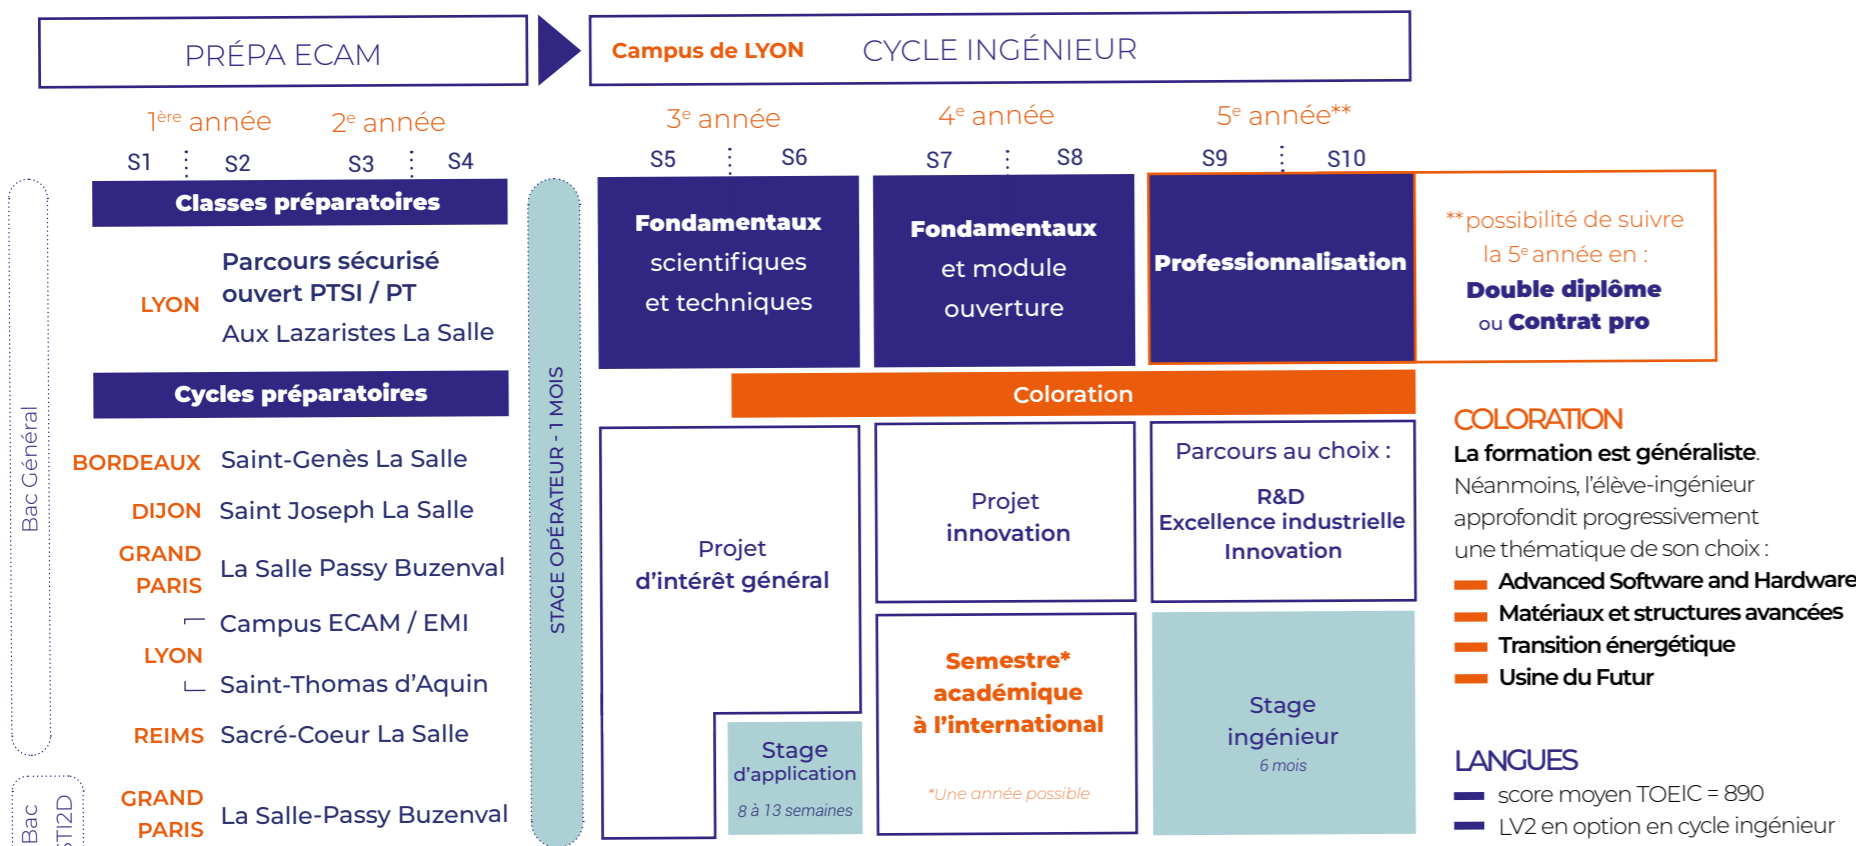 PRÉPA ECAM
Campus de LYON CYCLE INGÉNIEUR
1ère année 2e année
3e année 4e année 5e année**
S1 S2 S3 S4
S5 S6 S7 S8 S9 S10
Bac Général
Classes préparatoires
LYON
Parcours sécurisé
ouvert PTSI / PT
Aux Lazaristes La Salle
Cycles préparatoires
BORDEAUX Saint-Genès La Salle
DIJON Saint Joseph La Salle
GRAND
PARIS
La Salle Passy Buzenval
LYON
Campus ECAM / EMI
Saint-Thomas d'Aquin
REIMS Sacré-Coeur La Salle
Bac
STI2D
GRAND
PARIS
La Salle-Passy Buzenval
STAGE OPÉRATEUR - 1 MOIS
Fondamentaux
scientifiques
et techniques
Fondamentaux
et module
ouverture
Professionnalisation
**possibilité de suivre
la 5e année en :
Double diplôme
ou Contrat pro
Coloration
Projet
d'intérêt général
Stage
d'application
8 à 13 semaines
Projet
innovation
Semestre*
académique
à l'international
*Une année possible
Parcours au choix :
R&D
Excellence industrielle
Innovation
Stage
ingénieur
6 mois
COLORATION
La formation est généraliste.
Néanmoins, l'élève-ingénieur
approfondit progressivement
une thématique de son choix :
Advanced Software and Hardware
Matériaux et structures avancées
Transition énergétique
Usine du Futur
LANGUES
score moyen TOEIC = 890
LV2 en option en cycle ingénieur